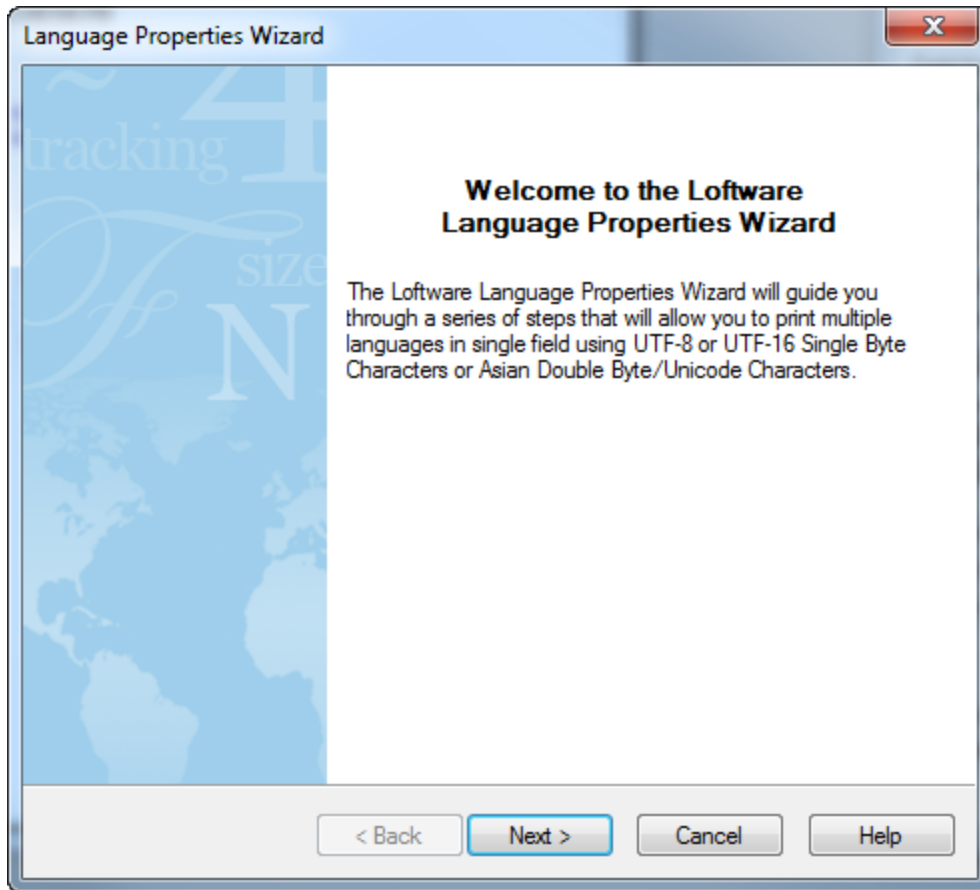 Language Properties Wizard
X
~ 4
tracking
F
size
N
Welcome to the Loftware
Language Properties Wizard
The Loftware Language Properties Wizard will guide you
through a series of steps that will allow you to print multiple
languages in single field using UTF-8 or UTF-16 Single Byte
Characters or Asian Double Byte/Unicode Characters.
< Back Next > Cancel Help